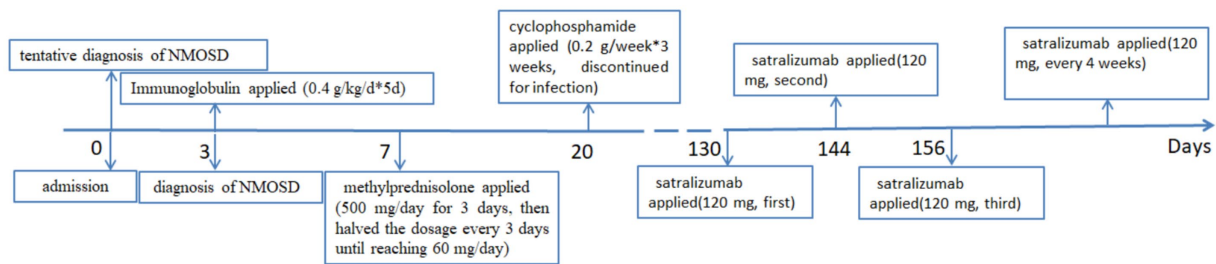 tentative diagnosis of NMOSD
Immunoglobulin applied (0.4 g/kg/d*5d)
cyclophosphamide
applied (0.2 g/week*3
weeks, discontinued
for infection)
satralizumab applied(120
mg, second)
satralizumab applied(120
mg, every 4 weeks)
0
3
7
20
130
144
156
Days
admission
diagnosis of NMOSD
methylprednisolone applied
(500 mg/day for 3 days, then
halved the dosage every 3 days
until reaching 60 mg/day)
satralizumab
applied(120 mg, first)
satralizumab
applied(120 mg, third)